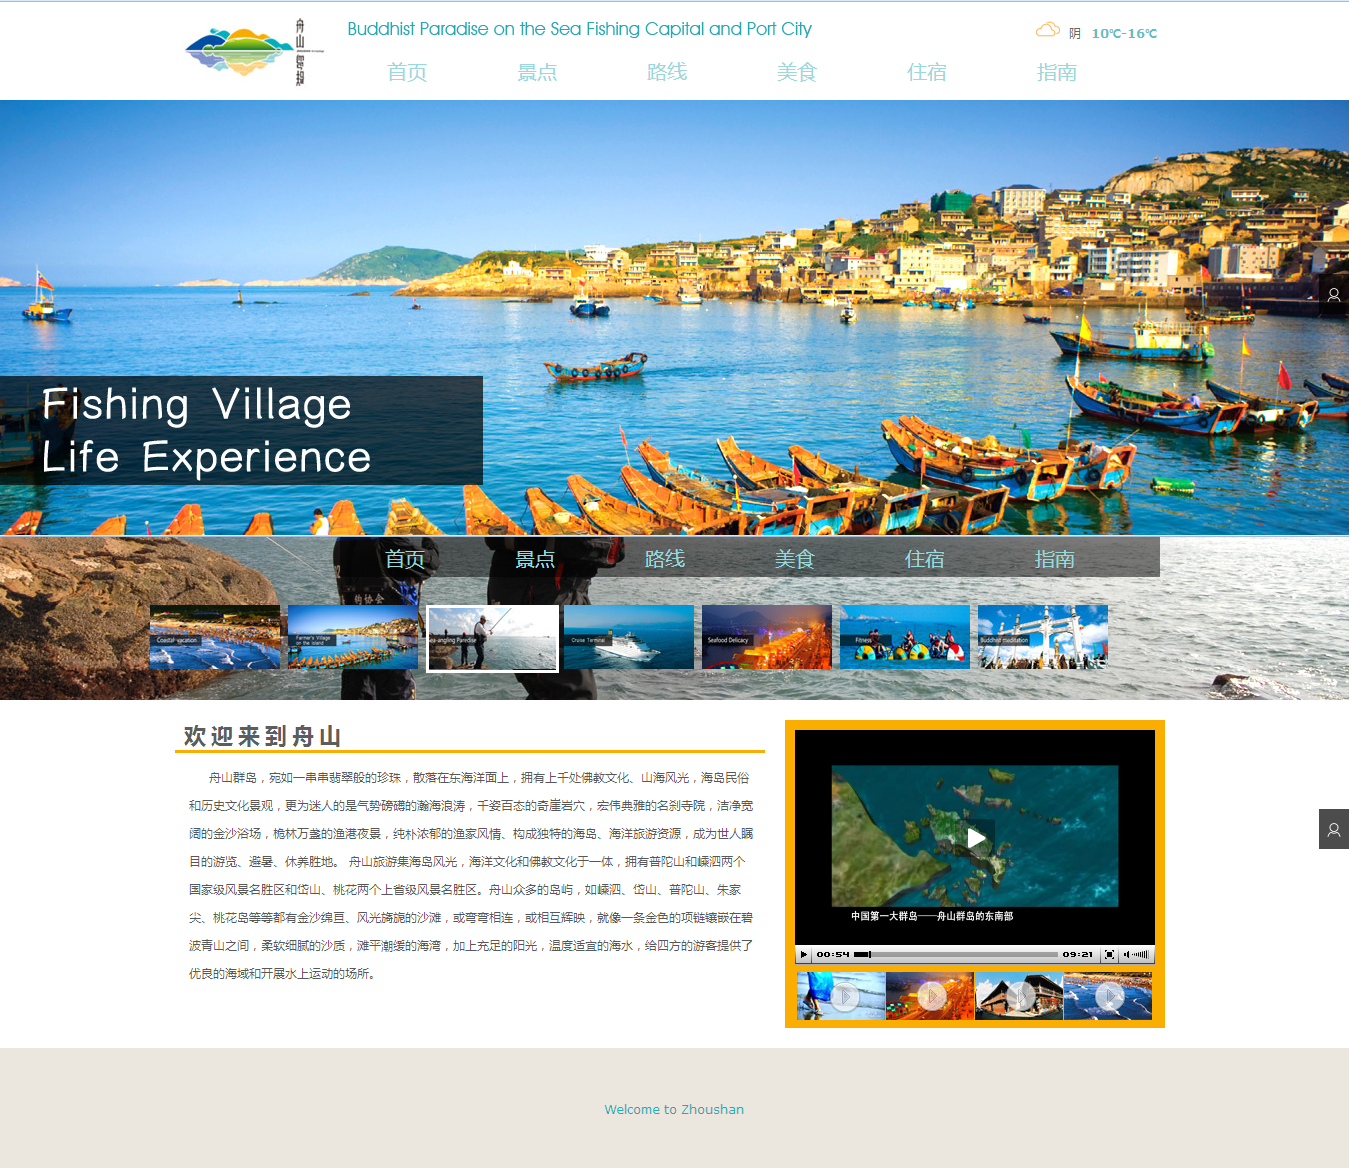 舟山群岛
Buddhist Paradise on the Sea Fishing Capital and Port City
阴 10℃-16℃
首页 景点 路线 美食 住宿 指南
Fishing Village
Life Experience
首页 景点 路线 美食 住宿 指南
钓协会
Coastal vacation
Farmer's Village
on the island
Sea-angling Paradise
Cruise Terminal
Seafood Delicacy
Fitness
Buddhist meditation
欢迎来到舟山
舟山群岛，宛如一串串翡翠般的珍珠，散落在东海洋面上，拥有上千处佛教文化、山海风光，海岛民俗
和历史文化景观，更为迷人的是气势磅礴的瀚海浪涛，千姿百态的奇崖岩穴，宏伟典雅的名刹寺院，洁净宽
阔的金沙浴场，桅林万盏的渔港夜景，纯朴浓郁的渔家风情、构成独特的海岛、海洋旅游资源，成为世人瞩
目的游览、避暑、休养胜地。 舟山旅游集海岛风光，海洋文化和佛教文化于一体，拥有普陀山和嵊泗两个
国家级风景名胜区和岱山、桃花两个上省级风景名胜区。舟山众多的岛屿，如嵊泗、岱山、普陀山、朱家
尖、桃花岛等等都有金沙绵亘、风光旖旎的沙滩，或弯弯相连，或相互辉映，就像一条金色的项链镶嵌在碧
波青山之间，柔软细腻的沙质，滩平潮缓的海湾，加上充足的阳光，温度适宜的海水，给四方的游客提供了
优良的海域和开展水上运动的场所。
中国第一大群岛——舟山群岛的东南部
00:54 09:21
Welcome to Zhoushan